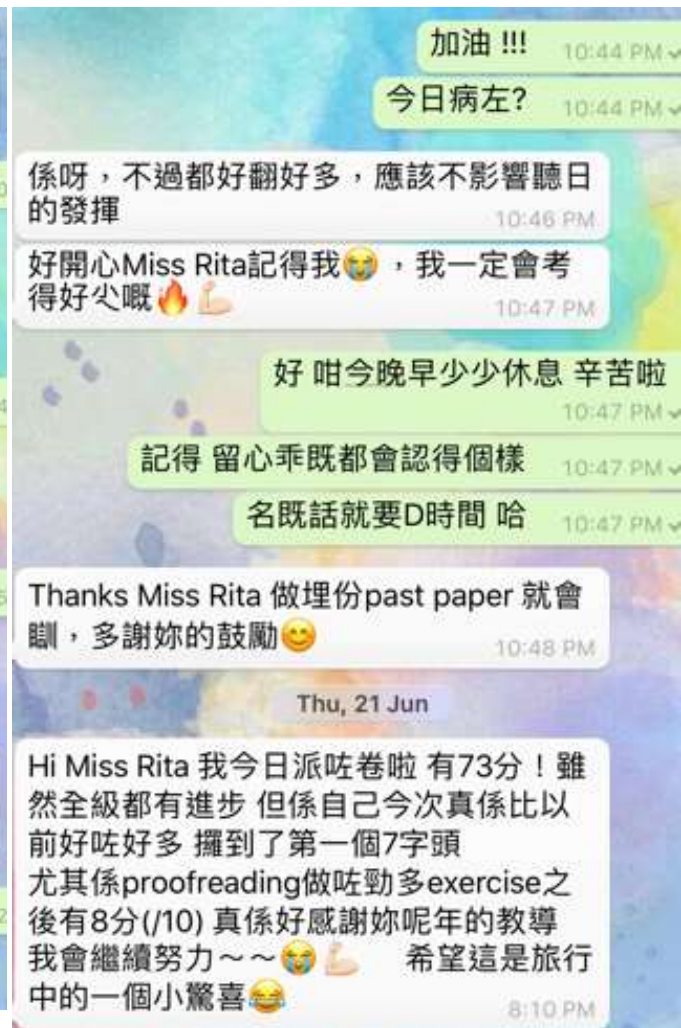 加油 !!! 10:44 PM
今日病左? 10:44 PM
係呀，不過都好翻好多，應該不影響聽日
的發揮 10:46 PM
好開心Miss Rita記得我😭，我一定會考
得好尐嘅🔥💪🏻 10:47 PM
好 咁今晚早少少休息 辛苦啦
10:47 PM
記得 留心乖既都會認得個樣 10:47 PM
名既話就要D時間 哈 10:47 PM
Thanks Miss Rita 做埋份past paper 就會
瞓，多謝妳的鼓勵😊 10:48 PM
Thu, 21 Jun
Hi Miss Rita 我今日派咗卷啦 有73分！雖
然全級都有進步 但係自己今次真係比以
前好咗好多 攞到了第一個7字頭
尤其係proofreading做咗勁多exercise之
後有8分(/10) 真係好感謝妳呢年的教導
我會繼續努力～～😭💪🏻 希望這是旅行
中的一個小驚喜😂 8:10 PM